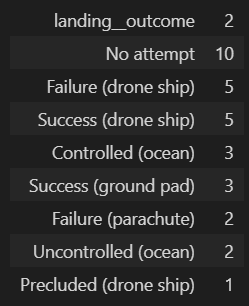 landing__outcome 2
No attempt 10
Failure (drone ship) 5
Success (drone ship) 5
Controlled (ocean) 3
Success (ground pad) 3
Failure (parachute) 2
Uncontrolled (ocean) 2
Precluded (drone ship) 1